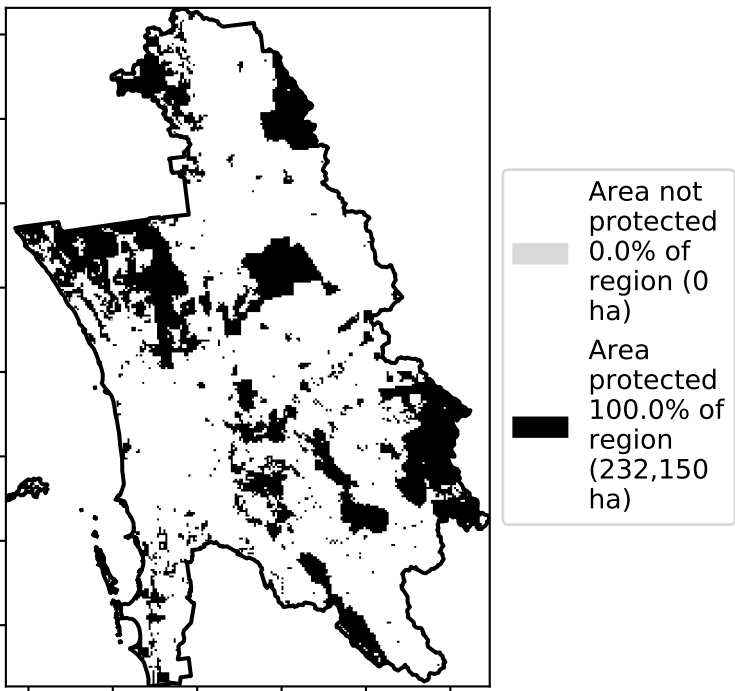 Area not
protected
0.0% of
region (0
ha)
Area
protected
100.0% of
region
(232,150
ha)